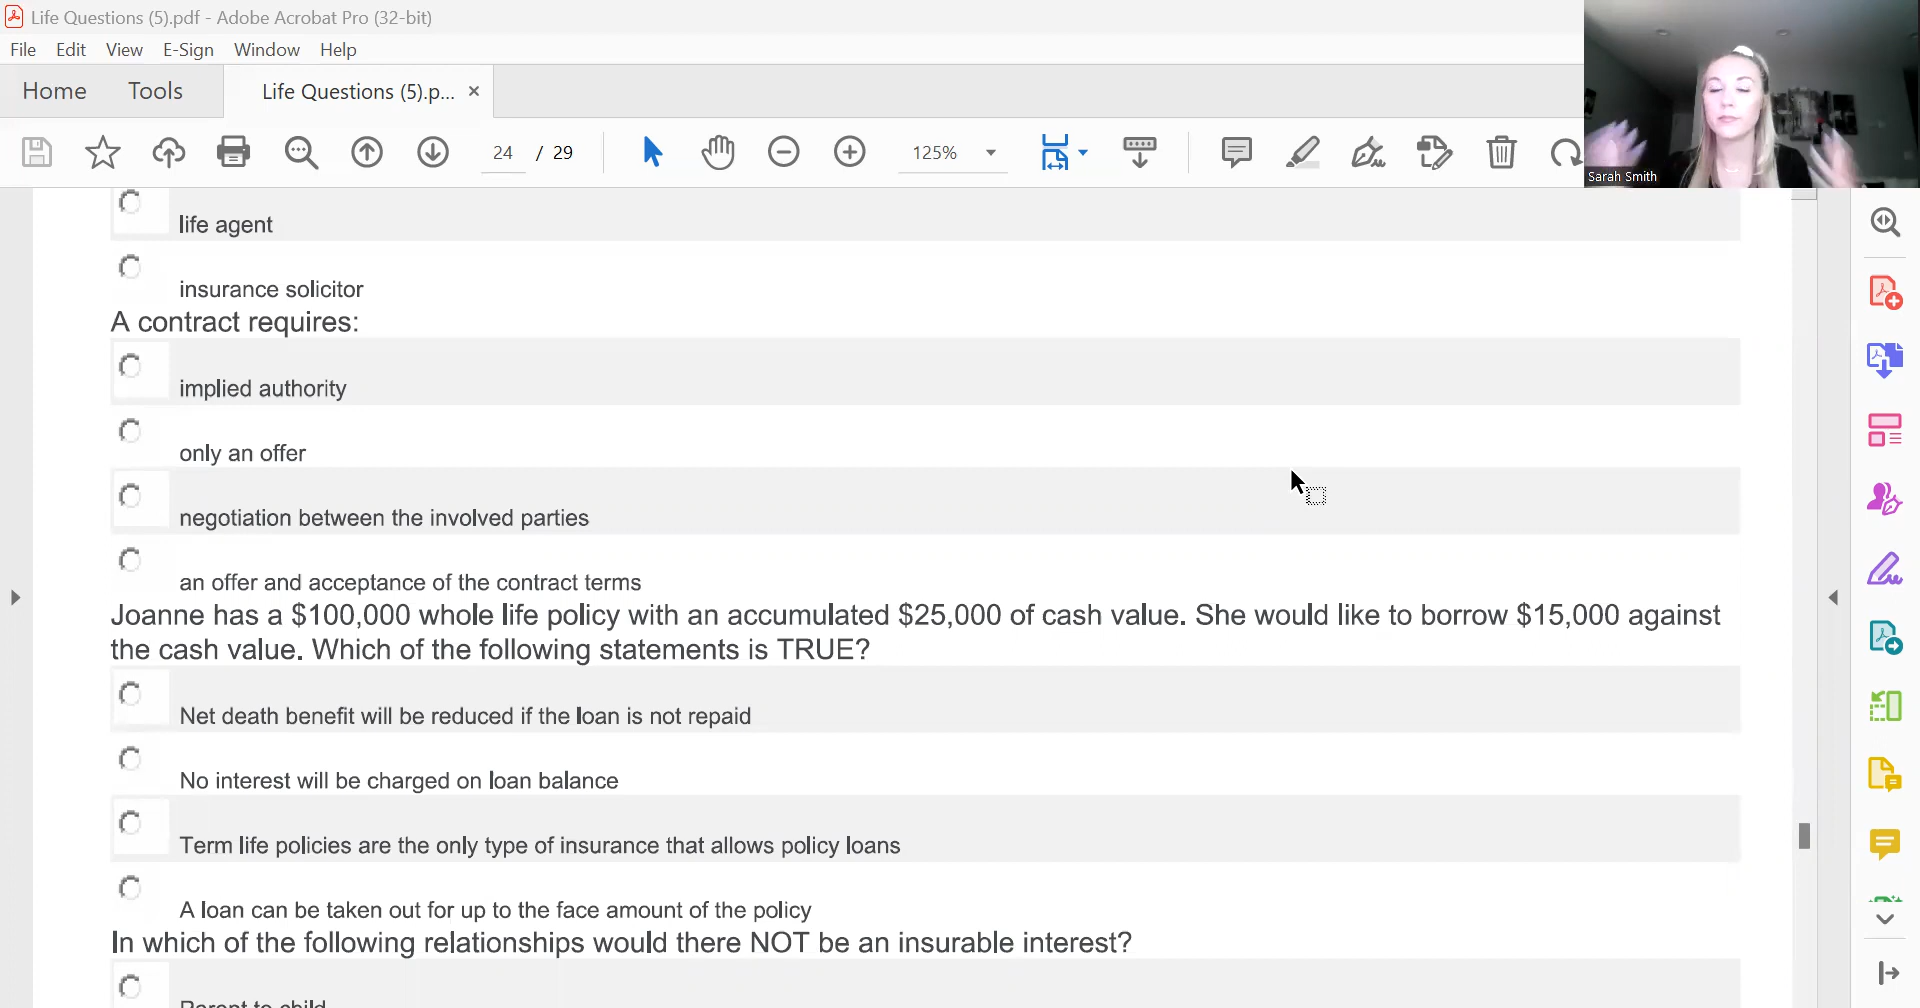 Life Questions (5).pdf - Adobe Acrobat Pro (32-bit)
File Edit View E-Sign Window Help
Home Tools Life Questions (5).p... ×
24 / 29 125%
Sarah Smith
life agent
insurance solicitor
A contract requires:
implied authority
only an offer
negotiation between the involved parties
an offer and acceptance of the contract terms
Joanne has a $100,000 whole life policy with an accumulated $25,000 of cash value. She would like to borrow $15,000 against
the cash value. Which of the following statements is TRUE?
Net death benefit will be reduced if the loan is not repaid
No interest will be charged on loan balance
Term life policies are the only type of insurance that allows policy loans
A loan can be taken out for up to the face amount of the policy
In which of the following relationships would there NOT be an insurable interest?
Parent to child